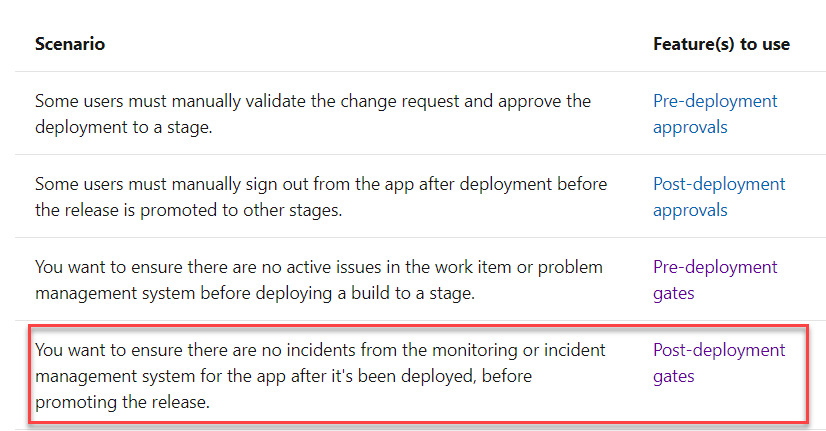 Scenario Feature(s) to use
Some users must manually validate the change request and approve the Pre-deployment
deployment to a stage. approvals
Some users must manually sign out from the app after deployment before Post-deployment
the release is promoted to other stages. approvals
You want to ensure there are no active issues in the work item or problem Pre-deployment
management system before deploying a build to a stage. gates
You want to ensure there are no incidents from the monitoring or incident Post-deployment
management system for the app after it's been deployed, before gates
promoting the release.